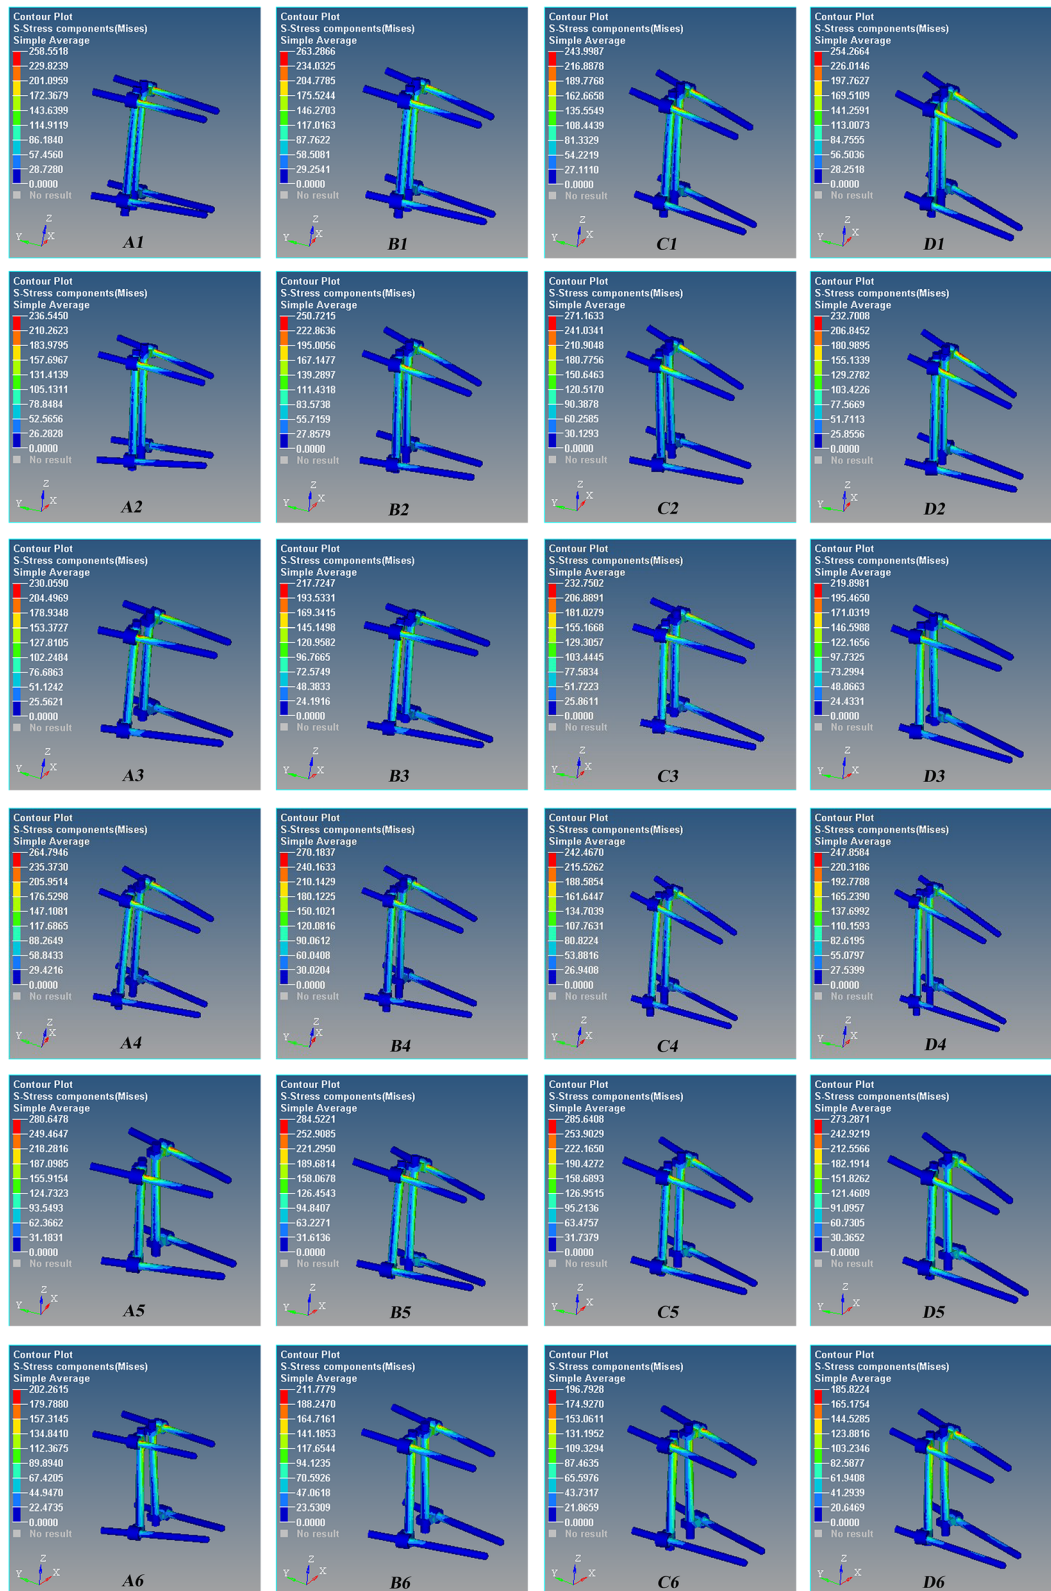 Contour Plot
S-Stress components(Mises)
Simple Average
258.5518
229.8239
201.0959
172.3679
143.6399
114.9119
86.1840
57.4560
28.7280
0.0000
No result
Z
Y
X
A1
Contour Plot
S-Stress components(Mises)
Simple Average
263.2866
234.0325
204.7785
175.5244
146.2703
117.0163
87.7622
58.5081
29.2541
0.0000
No result
Z
Y
X
B1
Contour Plot
S-Stress components(Mises)
Simple Average
243.9987
216.8878
189.7768
162.6658
135.5549
108.4439
81.3329
54.2219
27.1110
0.0000
No result
Z
Y
X
C1
Contour Plot
S-Stress components(Mises)
Simple Average
254.2664
226.0146
197.7627
169.5109
141.2591
113.0073
84.7555
56.5036
28.2518
0.0000
No result
Z
Y
X
D1
Contour Plot
S-Stress components(Mises)
Simple Average
236.5450
210.2623
183.9795
157.6967
131.4139
105.1311
78.8484
52.5656
26.2828
0.0000
No result
Z
Y
X
A2
Contour Plot
S-Stress components(Mises)
Simple Average
250.7215
222.8636
195.0056
167.1477
139.2897
111.4318
83.5738
55.7159
27.8579
0.0000
No result
Z
Y
X
B2
Contour Plot
S-Stress components(Mises)
Simple Average
271.1633
241.0341
210.9048
180.7756
150.6463
120.5170
90.3878
60.2585
30.1293
0.0000
No result
Z
Y
X
C2
Contour Plot
S-Stress components(Mises)
Simple Average
232.7008
206.8452
180.9895
155.1339
129.2782
103.4226
77.5669
51.7113
25.8556
0.0000
No result
Z
Y
X
D2
Contour Plot
S-Stress components(Mises)
Simple Average
230.0590
204.4969
178.9348
153.3727
127.8105
102.2484
76.6863
51.1242
25.5621
0.0000
No result
Z
Y
X
A3
Contour Plot
S-Stress components(Mises)
Simple Average
217.7247
193.5331
169.3415
145.1498
120.9582
96.7665
72.5749
48.3833
24.1916
0.0000
No result
Z
Y
X
B3
Contour Plot
S-Stress components(Mises)
Simple Average
232.7502
206.8891
181.0279
155.1668
129.3057
103.4445
77.5834
51.7223
25.8611
0.0000
No result
Z
Y
X
C3
Contour Plot
S-Stress components(Mises)
Simple Average
219.8981
195.4650
171.0319
146.5988
122.1656
97.7325
73.2994
48.8663
24.4331
0.0000
No result
Z
Y
X
D3
Contour Plot
S-Stress components(Mises)
Simple Average
264.7946
235.3730
205.9514
176.5298
147.1081
117.6865
88.2649
58.8433
29.4216
0.0000
No result
Z
Y
X
A4
Contour Plot
S-Stress components(Mises)
Simple Average
270.1837
240.1633
210.1429
180.1225
150.1021
120.0816
90.0612
60.0408
30.0204
0.0000
No result
Z
Y
X
B4
Contour Plot
S-Stress components(Mises)
Simple Average
242.4670
215.5262
188.5854
161.6447
134.7039
107.7631
80.8224
53.8816
26.9408
0.0000
No result
Z
Y
X
C4
Contour Plot
S-Stress components(Mises)
Simple Average
247.8584
220.3186
192.7788
165.2390
137.6992
110.1593
82.6195
55.0797
27.5399
0.0000
No result
Z
Y
X
D4
Contour Plot
S-Stress components(Mises)
Simple Average
280.6478
249.4647
218.2816
187.0985
155.9154
124.7323
93.5493
62.3662
31.1831
0.0000
No result
Z
Y
X
A5
Contour Plot
S-Stress components(Mises)
Simple Average
284.5221
252.9085
221.2950
189.6814
158.0678
126.4543
94.8407
63.2271
31.6136
0.0000
No result
Z
Y
X
B5
Contour Plot
S-Stress components(Mises)
Simple Average
285.6408
253.9029
222.1650
190.4272
158.6893
126.9515
95.2136
63.4757
31.7379
0.0000
No result
Z
Y
X
C5
Contour Plot
S-Stress components(Mises)
Simple Average
273.2871
242.9219
212.5566
182.1914
151.8262
121.4609
91.0957
60.7305
30.3652
0.0000
No result
Z
Y
X
D5
Contour Plot
S-Stress components(Mises)
Simple Average
202.2615
179.7880
157.3145
134.8410
112.3675
89.8940
67.4205
44.9470
22.4735
0.0000
No result
Z
Y
X
A6
Contour Plot
S-Stress components(Mises)
Simple Average
211.7779
188.2470
164.7161
141.1853
117.6544
94.1235
70.5926
47.0618
23.5309
0.0000
No result
Z
Y
X
B6
Contour Plot
S-Stress components(Mises)
Simple Average
196.7928
174.9270
153.0611
131.1952
109.3294
87.4635
65.5976
43.7317
21.8659
0.0000
No result
Z
Y
X
C6
Contour Plot
S-Stress components(Mises)
Simple Average
185.8224
165.1754
144.5285
123.8816
103.2346
82.5877
61.9408
41.2939
20.6469
0.0000
No result
Z
Y
X
D6